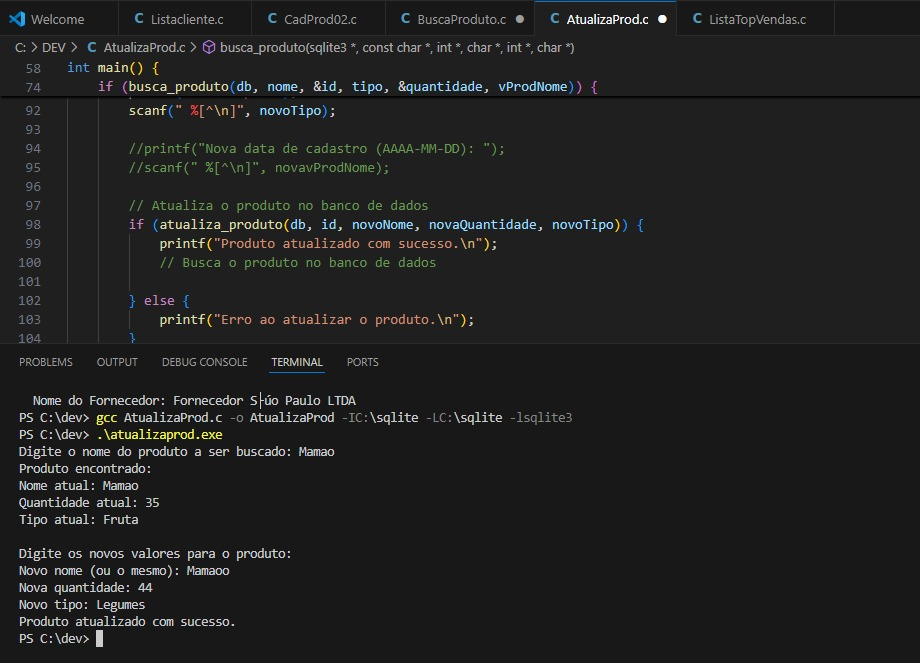 Welcome
C Listacliente.c
C CadProd02.c
C BuscaProduto.c ●
C AtualizaProd.c ●
C ListaTopVendas.c
C: > DEV > C AtualizaProd.c > busca_produto(sqlite3 *, const char *, int *, char *, int *, char *)
58 int main() {
74 if (busca_produto(db, nome, &id, tipo, &quantidade, vProdNome)) {
92 scanf(" %[^\n]", novoTipo);
93
94 //printf("Nova data de cadastro (AAAA-MM-DD): ");
95 //scanf(" %[^\n]", novavProdNome);
96
97 // Atualiza o produto no banco de dados
98 if (atualiza_produto(db, id, novoNome, novaQuantidade, novoTipo)) {
99 printf("Produto atualizado com sucesso.\n");
100 // Busca o produto no banco de dados
101
102 } else {
103 printf("Erro ao atualizar o produto.\n");
104 }
PROBLEMS OUTPUT DEBUG CONSOLE TERMINAL PORTS
Nome do Fornecedor: Fornecedor S├úo Paulo LTDA
PS C:\dev> gcc AtualizaProd.c -o AtualizaProd -IC:\sqlite -LC:\sqlite -lsqlite3
PS C:\dev> .\atualizaprod.exe
Digite o nome do produto a ser buscado: Mamao
Produto encontrado:
Nome atual: Mamao
Quantidade atual: 35
Tipo atual: Fruta
Digite os novos valores para o produto:
Novo nome (ou o mesmo): Mamaoo
Nova quantidade: 44
Novo tipo: Legumes
Produto atualizado com sucesso.
PS C:\dev>